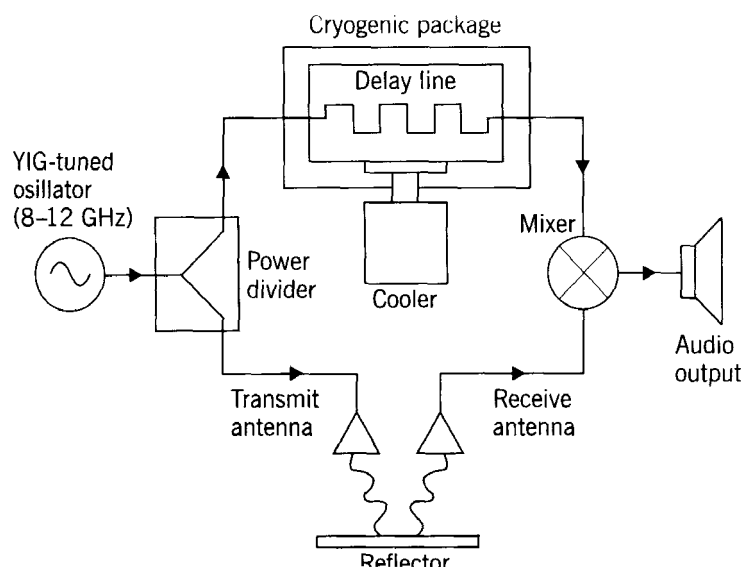 Cryogenic package
Delay line
YIG-tuned
osillator
(8–12 GHz)
Power
divider
Cooler
Mixer
Audio
output
Transmit
antenna
Receive
antenna
Reflector